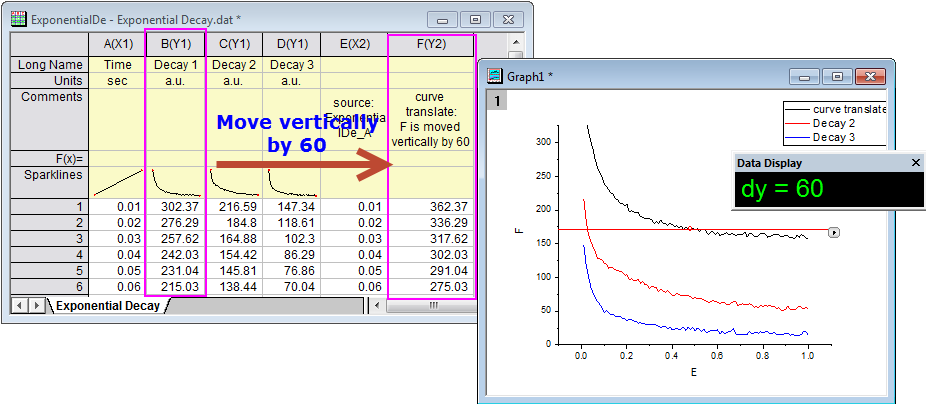 ExponentialDe - Exponential Decay.dat *
A(X1) B(Y1) C(Y1) D(Y1) E(X2) F(Y2)
Long Name Time Decay 1 Decay 2 Decay 3
Units sec a.u. a.u. a.u.
Comments source: Exponentia lDe_A curve translate: F is moved vertically by 60
F(x)=
Sparklines
1 0.01 302.37 216.59 147.34 0.01 362.37
2 0.02 276.29 184.8 118.61 0.02 336.29
3 0.03 257.62 164.88 102.3 0.03 317.62
4 0.04 242.03 154.42 86.29 0.04 302.03
5 0.05 231.04 145.81 76.86 0.05 291.04
6 0.06 215.03 138.44 70.04 0.06 275.03
Exponential Decay
Move vertically
by 60
Graph1 *
1
curve translate
Decay 2
Decay 3
Data Display
dy = 60
300
250
200
150
100
50
0
0.0 0.2 0.4 0.6 0.8 1.0
F
E